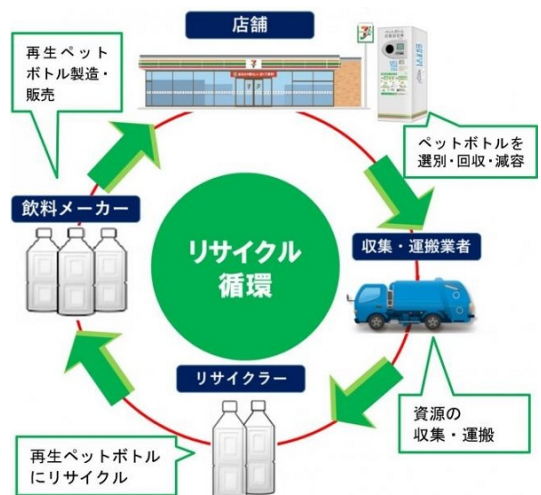 店舗
再生ペット
ボトル製造・
販売
7
ペットボトルを
選別・回収・減容
飲料メーカー
収集・運搬業者
リサイクル
循環
リサイクラー
資源の
収集・運搬
再生ペットボトル
にリサイクル